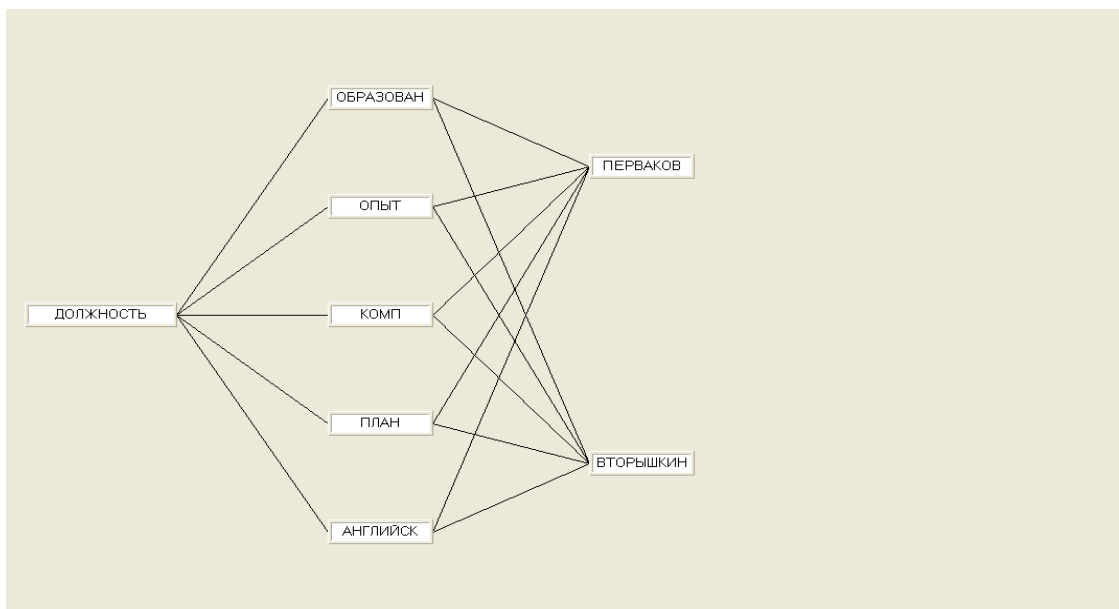 ОБРАЗОВАН
ПЕРВАКОВ
ОПЫТ
ДОЛЖНОСТЬ
КОМП
ПЛАН
ВТОРЫШКИН
АНГЛИЙСК